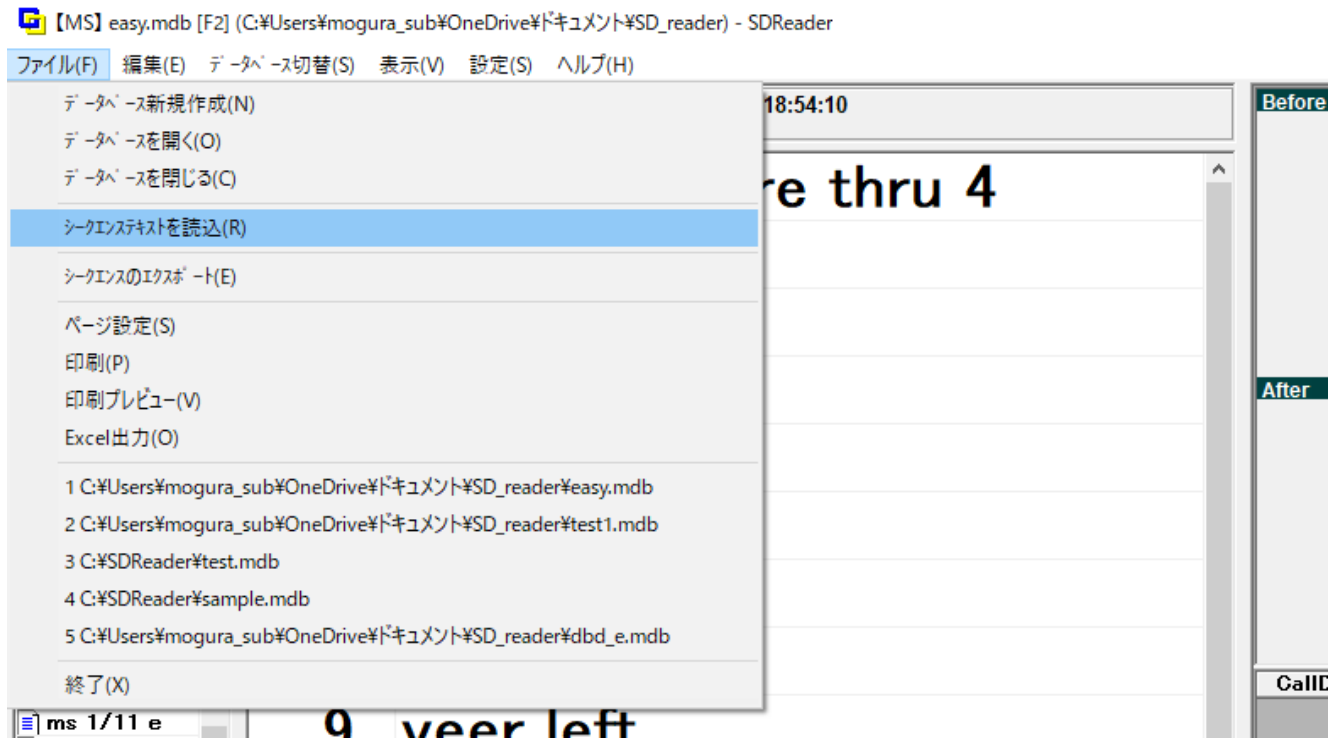 【MS】 easy.mdb [F2] (C:¥Users¥mogura_sub¥OneDrive¥ドキュメント¥SD_reader) - SDReader
ファイル(F) 編集(E) ﾃﾞｰﾀﾍﾞｰｽ切替(S) 表示(V) 設定(S) ヘルプ(H)
ﾃﾞｰﾀﾍﾞｰｽ新規作成(N)
ﾃﾞｰﾀﾍﾞｰｽを開く(O)
ﾃﾞｰﾀﾍﾞｰｽを閉じる(C)
ｼｰｸｴﾝｽﾃｷｽﾄを読込(R)
ｼｰｸｴﾝｽのｴｸｽﾎﾟｰﾄ(E)
ページ設定(S)
印刷(P)
印刷プレビュー(V)
Excel出力(O)
1 C:¥Users¥mogura_sub¥OneDrive¥ドキュメント¥SD_reader¥easy.mdb
2 C:¥Users¥mogura_sub¥OneDrive¥ドキュメント¥SD_reader¥test1.mdb
3 C:¥SDReader¥test.mdb
4 C:¥SDReader¥sample.mdb
5 C:¥Users¥mogura_sub¥OneDrive¥ドキュメント¥SD_reader¥dbd_e.mdb
終了(X)
ms 1/11 e
18:54:10
re thru 4
9 veer left
Before
After
CallD